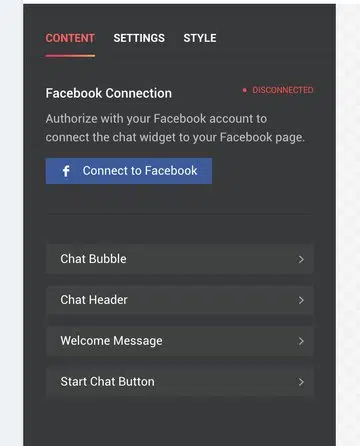 CONTENT SETTINGS STYLE
Facebook Connection DISCONNECTED
Authorize with your Facebook account to
connect the chat widget to your Facebook page.
f Connect to Facebook
Chat Bubble
Chat Header
Welcome Message
Start Chat Button